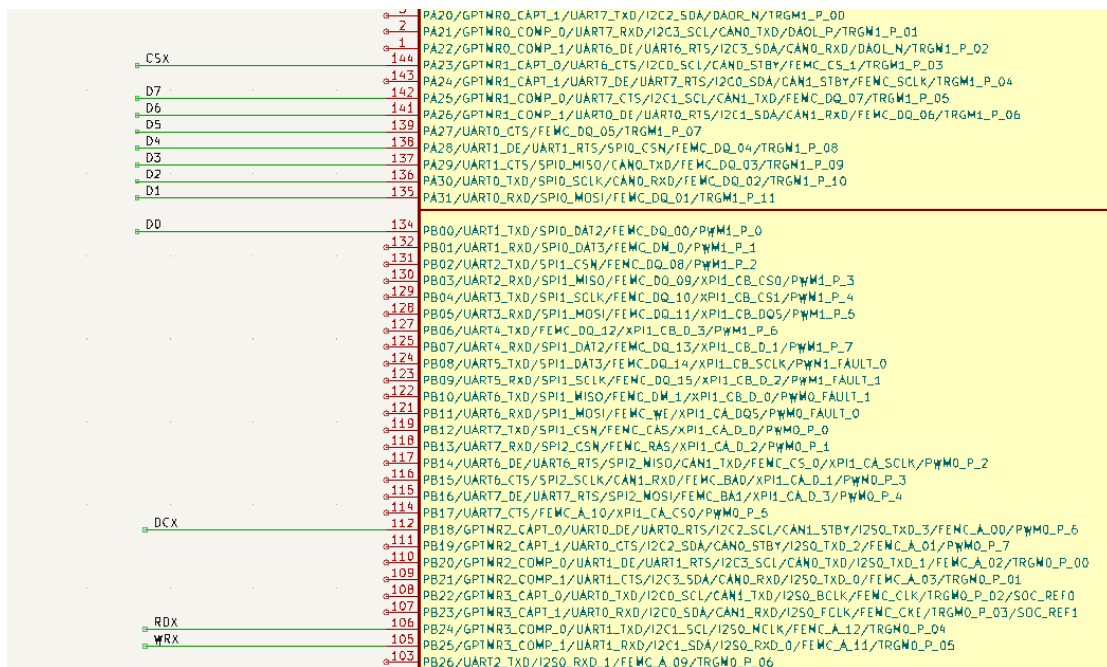 PA20/GPTMR0_CAPT_1/UART7_TXD/I2C2_SDA/DAOR_N/TRGM1_P_00
2 PA21/GPTMR0_COMP_0/UART7_RXD/I2C3_SCL/CAN0_TXD/DAOL_P/TRGM1_P_01
1 PA22/GPTMR0_COMP_1/UART6_DE/UART6_RTS/I2C3_SDA/CAN0_RXD/DAOL_N/TRGM1_P_02
CSX 144 PA23/GPTMR1_CAPT_0/UART6_CTS/I2C0_SCL/CAN0_STBY/FEMC_CS_1/TRGM1_P_03
143 PA24/GPTMR1_CAPT_1/UART7_DE/UART7_RTS/I2C0_SDA/CAN1_STBY/FEMC_SCLK/TRGM1_P_04
D7 142 PA25/GPTMR1_COMP_0/UART7_CTS/I2C1_SCL/CAN1_TXD/FEMC_DQ_07/TRGM1_P_05
D6 141 PA26/GPTMR1_COMP_1/UART0_DE/UART0_RTS/I2C1_SDA/CAN1_RXD/FEMC_DQ_06/TRGM1_P_06
D5 139 PA27/UART0_CTS/FEMC_DQ_05/TRGM1_P_07
D4 138 PA28/UART1_DE/UART1_RTS/SPI0_CSN/FEMC_DQ_04/TRGM1_P_08
D3 137 PA29/UART1_CTS/SPI0_MISO/CAN0_TXD/FEMC_DQ_03/TRGM1_P_09
D2 136 PA30/UART0_TXD/SPI0_SCLK/CAN0_RXD/FEMC_DQ_02/TRGM1_P_10
D1 135 PA31/UART0_RXD/SPI0_MOSI/FEMC_DQ_01/TRGM1_P_11
D0 134 PB00/UART1_TXD/SPI0_DAT2/FEMC_DQ_00/PWM1_P_0
132 PB01/UART1_RXD/SPI0_DAT3/FEMC_DM_0/PWM1_P_1
131 PB02/UART2_TXD/SPI1_CSN/FEMC_DQ_08/PWM1_P_2
130 PB03/UART2_RXD/SPI1_MISO/FEMC_DQ_09/XPI1_CB_CS0/PWM1_P_3
129 PB04/UART3_TXD/SPI1_SCLK/FEMC_DQ_10/XPI1_CB_CS1/PWM1_P_4
128 PB05/UART3_RXD/SPI1_MOSI/FEMC_DQ_11/XPI1_CB_DQS/PWM1_P_5
127 PB06/UART4_TXD/FEMC_DQ_12/XPI1_CB_D_3/PWM1_P_6
125 PB07/UART4_RXD/SPI1_DAT2/FEMC_DQ_13/XPI1_CB_D_1/PWM1_P_7
124 PB08/UART5_TXD/SPI1_DAT3/FEMC_DQ_14/XPI1_CB_SCLK/PWM1_FAULT_0
123 PB09/UART5_RXD/SPI1_SCLK/FEMC_DQ_15/XPI1_CB_D_2/PWM1_FAULT_1
122 PB10/UART6_TXD/SPI1_MISO/FEMC_DM_1/XPI1_CB_D_0/PWM0_FAULT_1
121 PB11/UART6_RXD/SPI1_MOSI/FEMC_WE/XPI1_CA_DQS/PWM0_FAULT_0
119 PB12/UART7_TXD/SPI1_CSN/FEMC_CAS/XPI1_CA_D_0/PWM0_P_0
118 PB13/UART7_RXD/SPI2_CSN/FEMC_RAS/XPI1_CA_D_2/PWM0_P_1
117 PB14/UART6_DE/UART6_RTS/SPI2_MISO/CAN1_TXD/FEMC_CS_0/XPI1_CA_SCLK/PWM0_P_2
116 PB15/UART6_CTS/SPI2_SCLK/CAN1_RXD/FEMC_BA0/XPI1_CA_D_1/PWM0_P_3
115 PB16/UART7_DE/UART7_RTS/SPI2_MOSI/FEMC_BA1/XPI1_CA_D_3/PWM0_P_4
114 PB17/UART7_CTS/FEMC_A_10/XPI1_CA_CS0/PWM0_P_5
DCX 112 PB18/GPTMR2_CAPT_0/UART0_DE/UART0_RTS/I2C2_SCL/CAN1_STBY/I2S0_TXD_3/FEMC_A_00/PWM0_P_6
111 PB19/GPTMR2_CAPT_1/UART0_CTS/I2C2_SDA/CAN0_STBY/I2S0_TXD_2/FEMC_A_01/PWM0_P_7
110 PB20/GPTMR2_COMP_0/UART1_DE/UART1_RTS/I2C3_SCL/CAN0_TXD/I2S0_TXD_1/FEMC_A_02/TRGM0_P_00
109 PB21/GPTMR2_COMP_1/UART1_CTS/I2C3_SDA/CAN0_RXD/I2S0_TXD_0/FEMC_A_03/TRGM0_P_01
108 PB22/GPTMR3_CAPT_0/UART0_TXD/I2C0_SCL/CAN1_TXD/I2S0_BCLK/FEMC_CLK/TRGM0_P_02/SOC_REF0
107 PB23/GPTMR3_CAPT_1/UART0_RXD/I2C0_SDA/CAN1_RXD/I2S0_FCLK/FEMC_CKE/TRGM0_P_03/SOC_REF1
RDX 106 PB24/GPTMR3_COMP_0/UART1_TXD/I2C1_SCL/I2S0_MCLK/FEMC_A_12/TRGM0_P_04
WRX 105 PB25/GPTMR3_COMP_1/UART1_RXD/I2C1_SDA/I2S0_RXD_0/FEMC_A_11/TRGM0_P_05
103 PB26/UART2_TXD/I2S0_RXD_1/FEMC_A_09/TRGM0_P_06